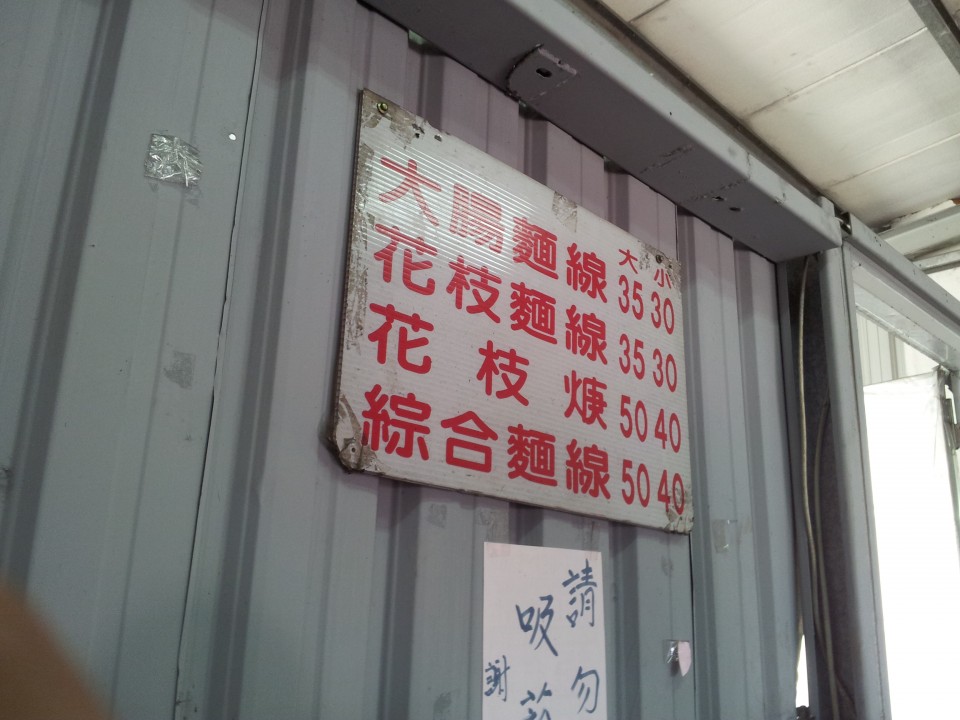 大 小
大腸麵線 35 30
花枝麵線 35 30
花枝焿 50 40
綜合麵線 50 40
請勿
吸
謝